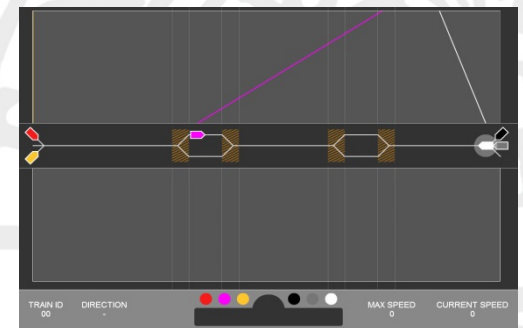 TRAIN ID
00
DIRECTION
-
MAX SPEED
0
CURRENT SPEED
0